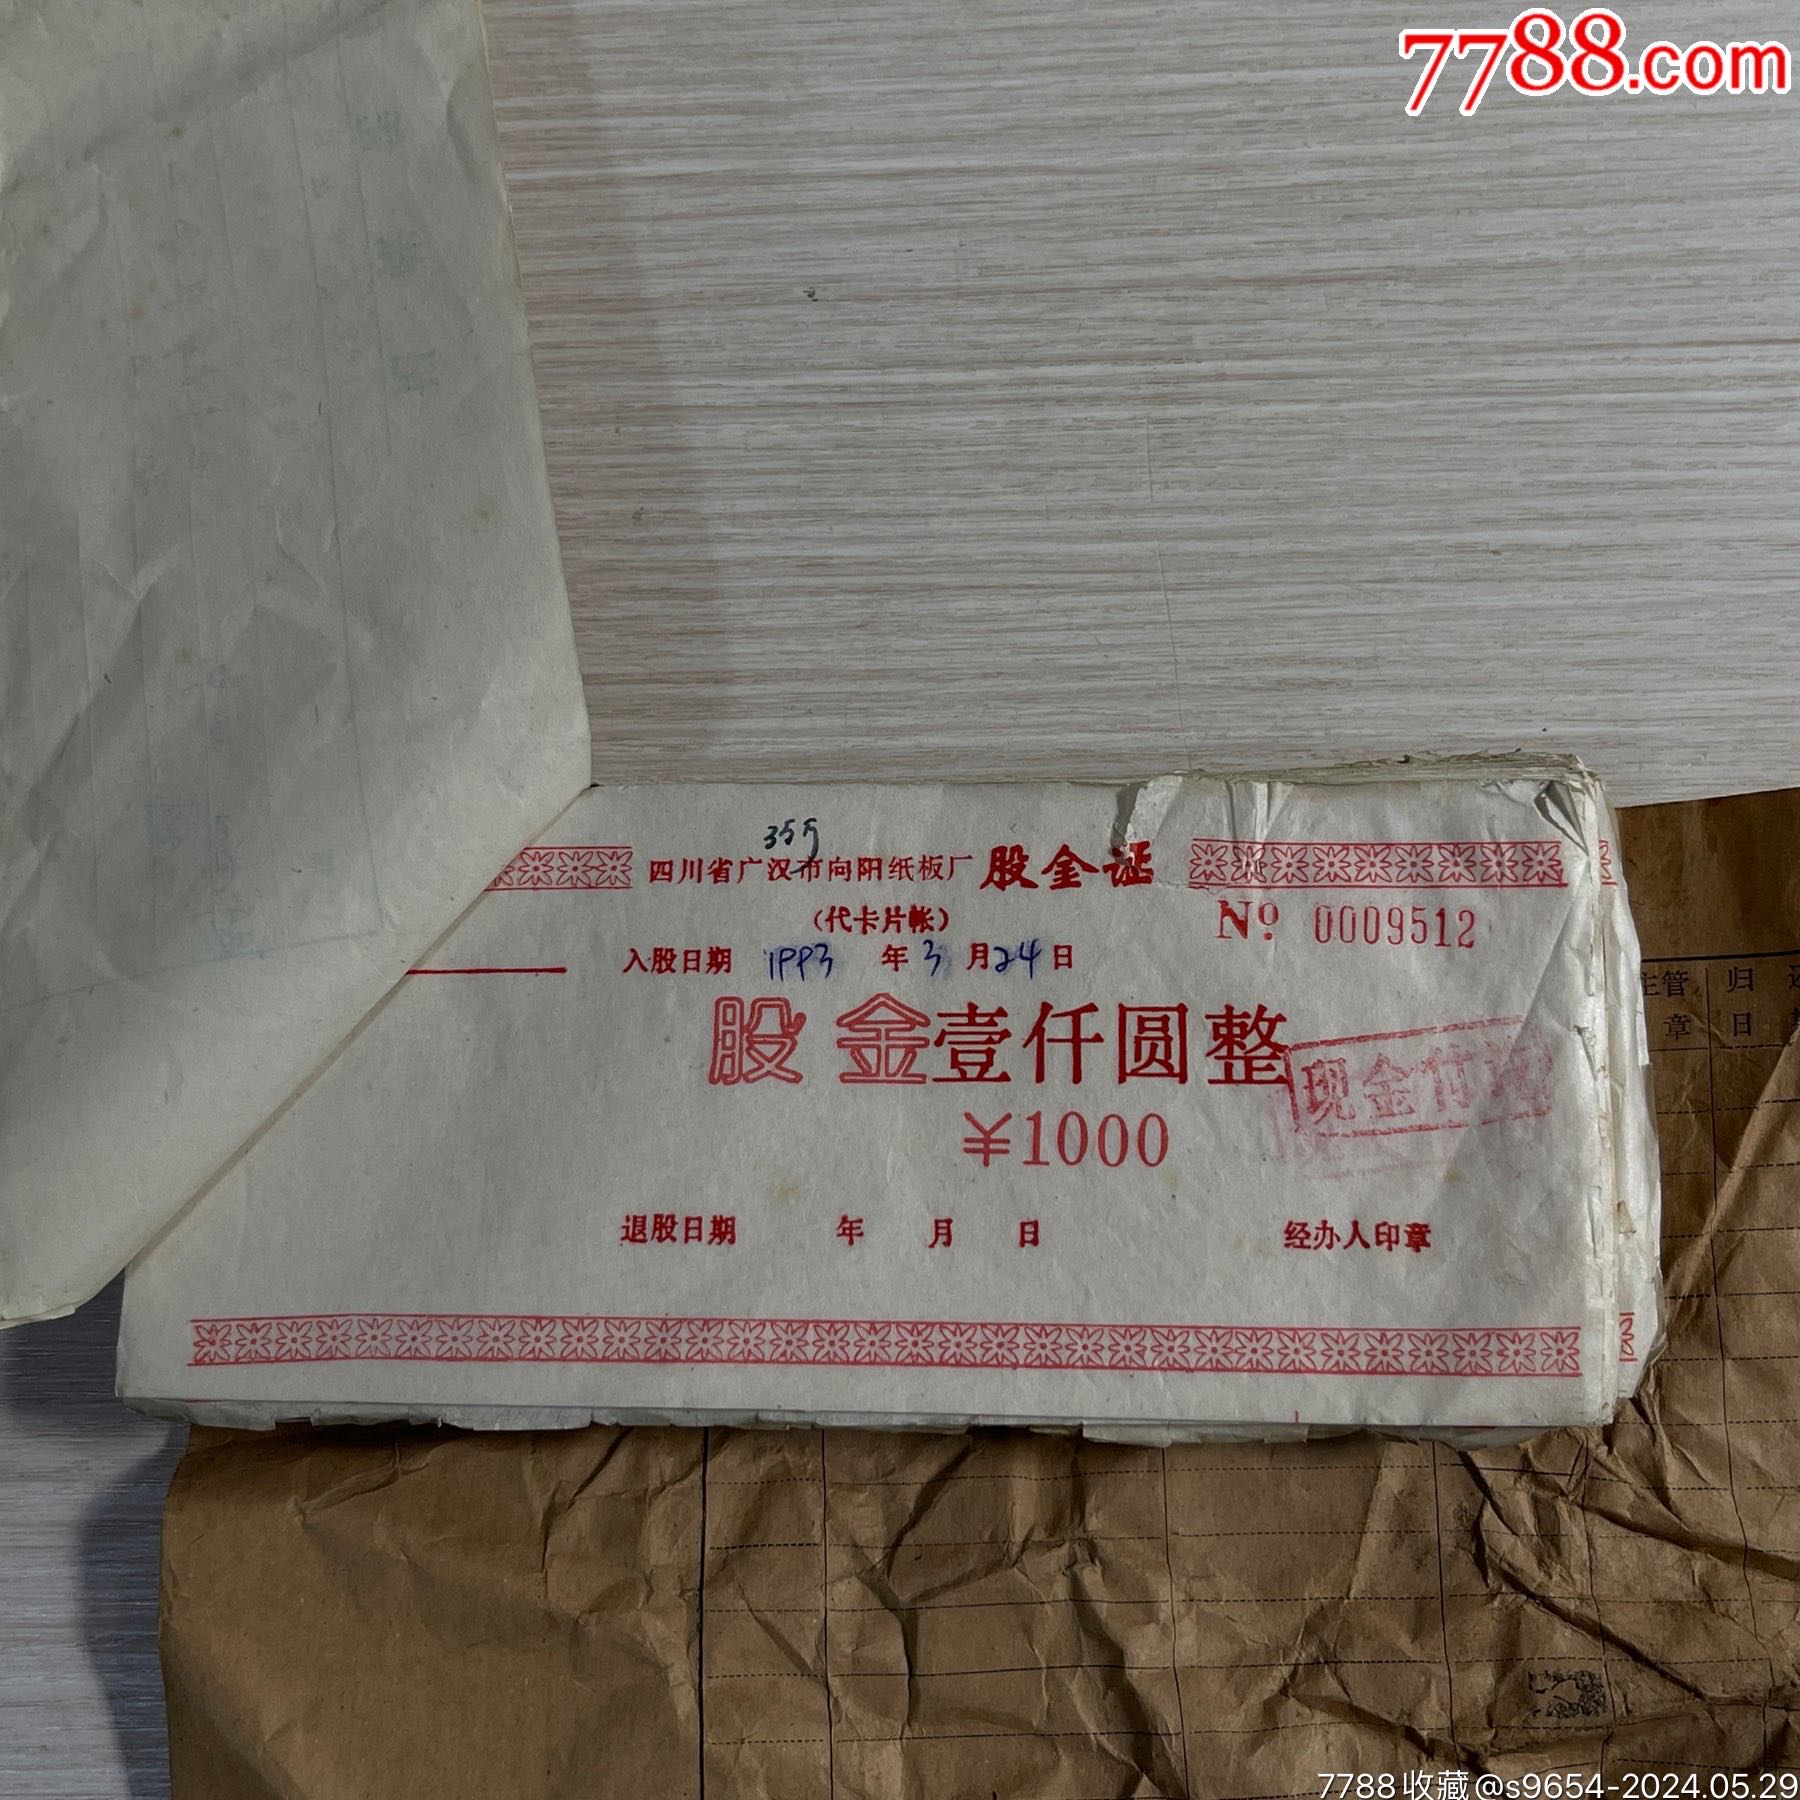 7788.com
355
四川省广汉市向阳纸板厂 股金证
(代卡片帐)
№ 0009512
入股日期 1993 年 3 月 24 日
股金壹仟圆整
现金付讫
¥1000
退股日期 年 月 日 经办人印章
主管 归
章 日
7788收藏@s9654-2024.05.29